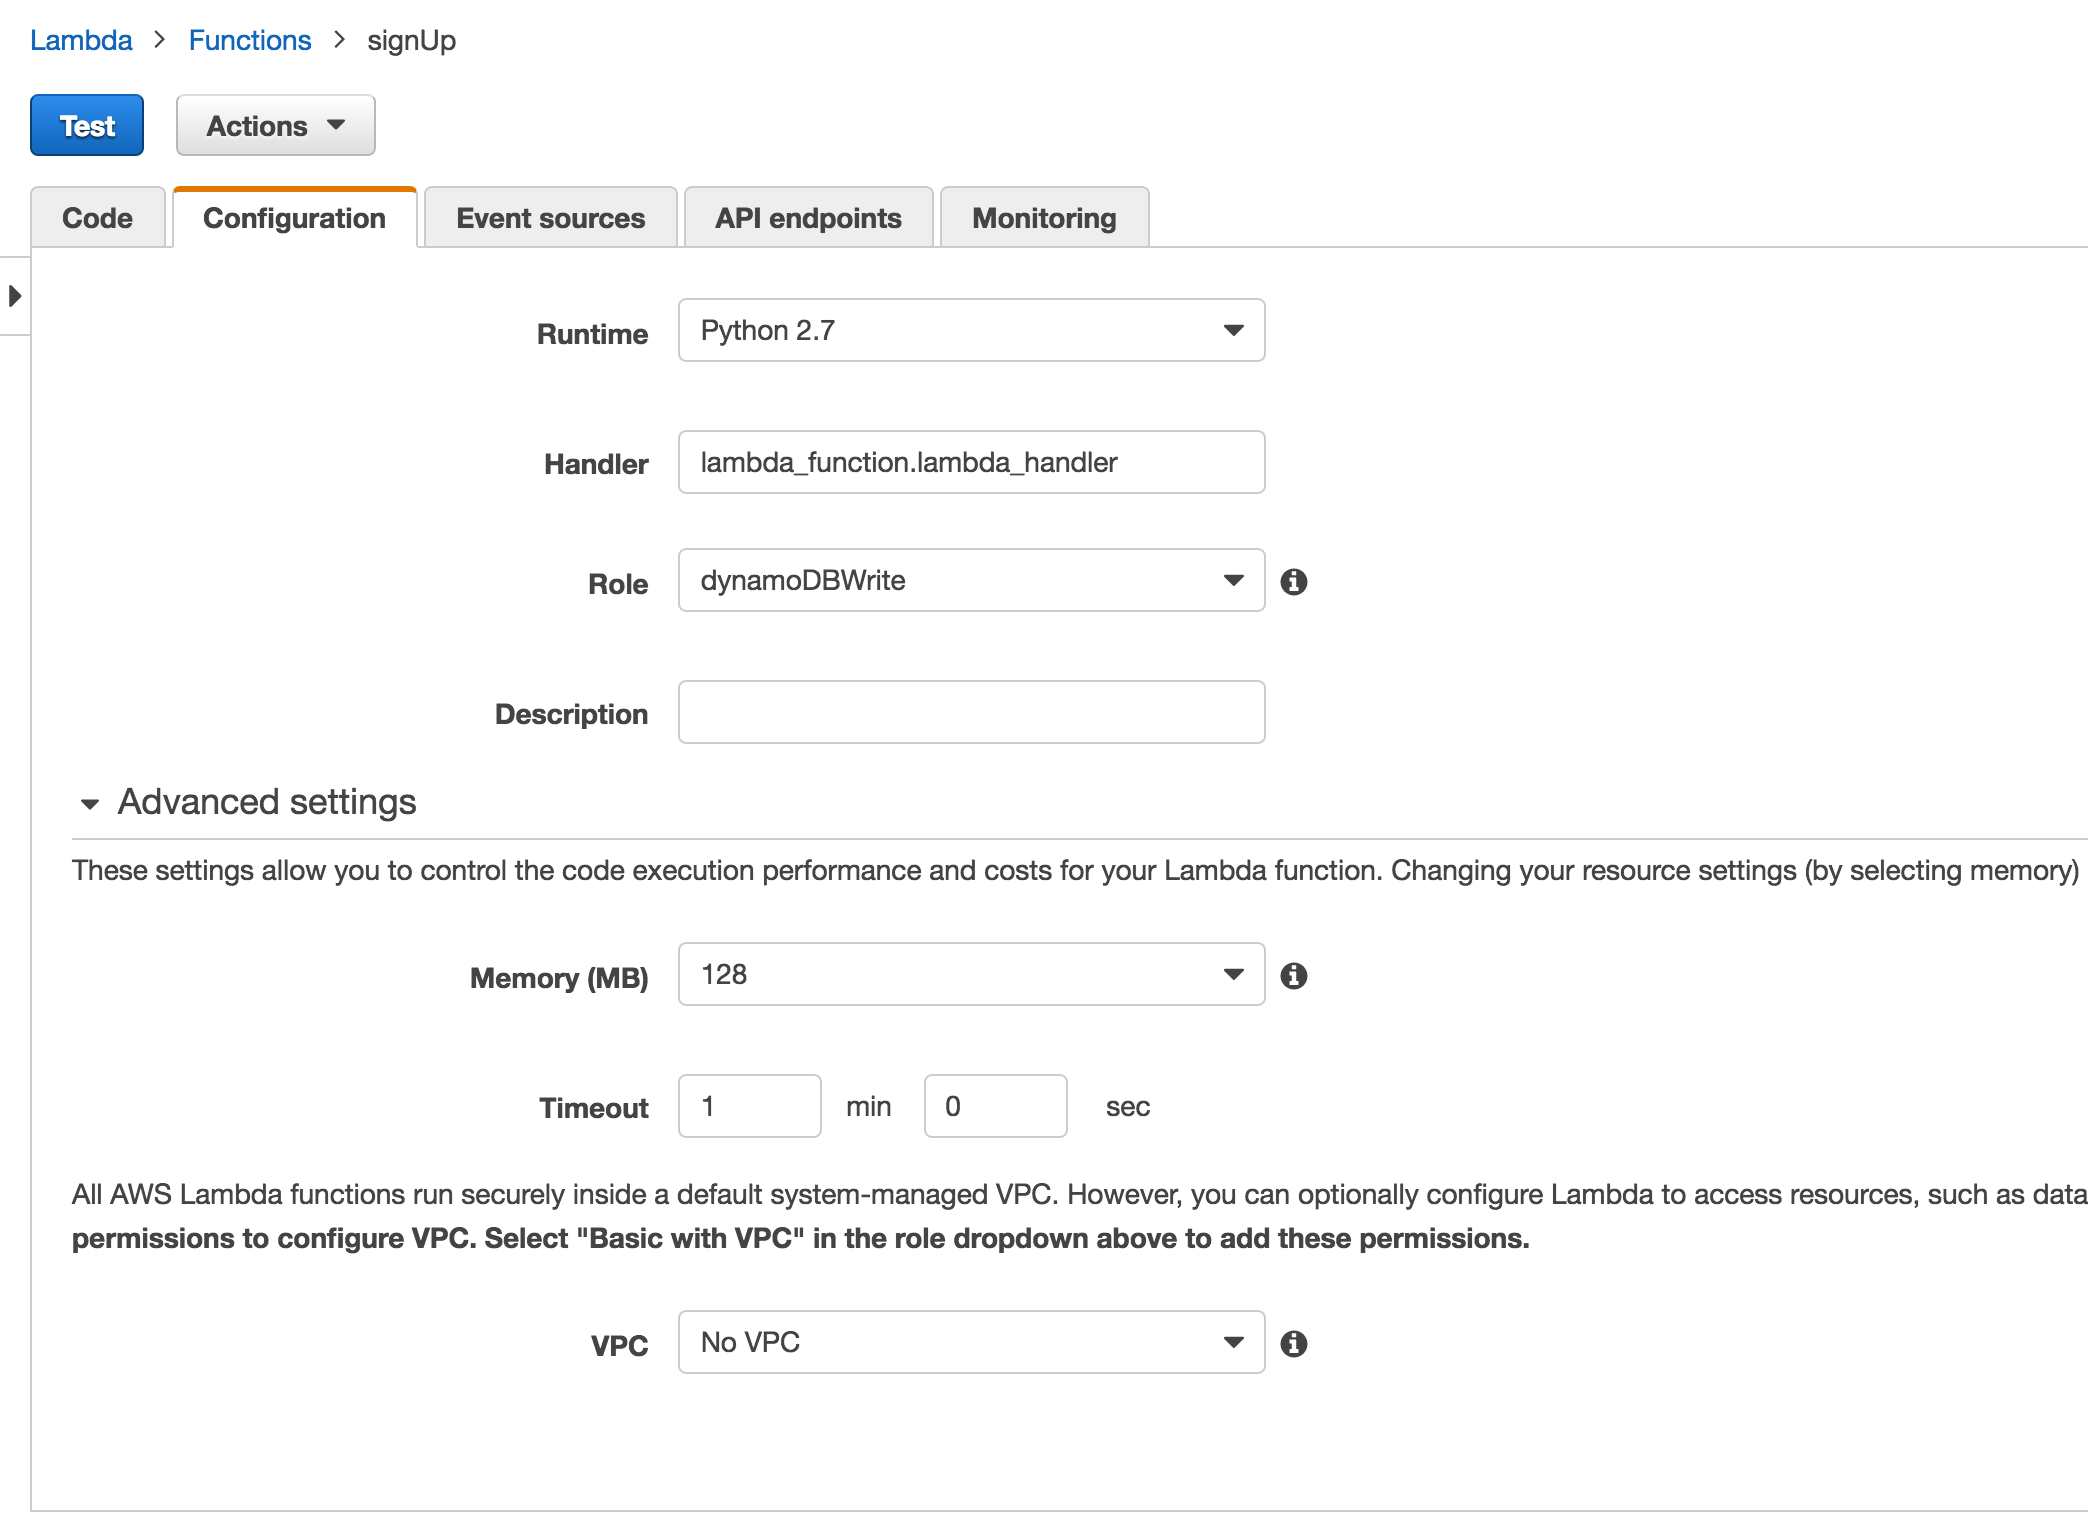 Lambda > Functions > signUp
Test Actions
Code Configuration Event sources API endpoints Monitoring
Runtime Python 2.7
Handler lambda_function.lambda_handler
Role dynamoDBWrite
Description
Advanced settings
These settings allow you to control the code execution performance and costs for your Lambda function. Changing your resource settings (by selecting memory)
Memory (MB) 128
Timeout 1 min 0 sec
All AWS Lambda functions run securely inside a default system-managed VPC. However, you can optionally configure Lambda to access resources, such as data
permissions to configure VPC. Select "Basic with VPC" in the role dropdown above to add these permissions.
VPC No VPC